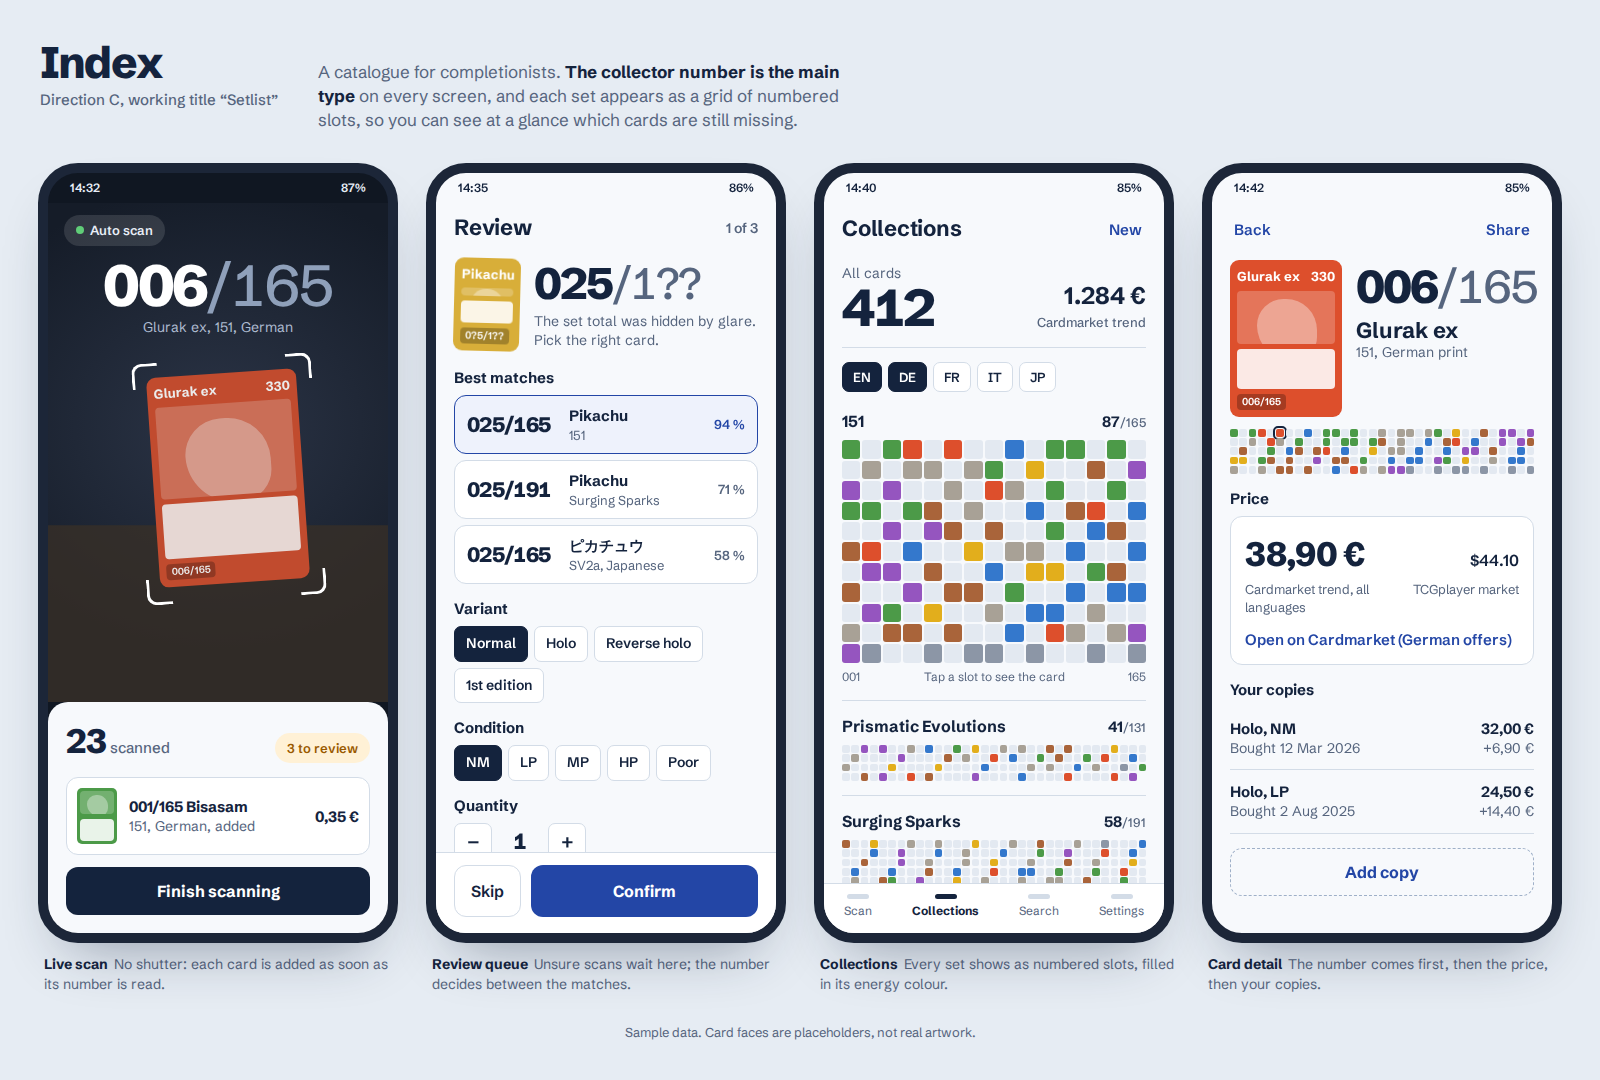 Index
Direction C, working title “Setlist”
A catalogue for completionists. The collector number is the main
type on every screen, and each set appears as a grid of numbered
slots, so you can see at a glance which cards are still missing.
14:32
87%
Auto scan
006/165
Glurak ex, 151, German
Glurak ex 330
006/165
23 scanned
3 to review
001/165 Bisasam
151, German, added
0,35 €
Finish scanning
Live scan No shutter: each card is added as soon as
its number is read.
14:35
86%
Review
1 of 3
Pikachu
0?5/1??
025/1??
The set total was hidden by glare.
Pick the right card.
Best matches
025/165
Pikachu
151
94 %
025/191
Pikachu
Surging Sparks
71 %
025/165
ピカチュウ
SV2a, Japanese
58 %
Variant
Normal
Holo
Reverse holo
1st edition
Condition
NM
LP
MP
HP
Poor
Quantity
−
1
+
Skip
Confirm
Review queue Unsure scans wait here; the number
decides between the matches.
14:40
85%
Collections
New
All cards
412
1.284 €
Cardmarket trend
EN
DE
FR
IT
JP
151
87/165
001
Tap a slot to see the card
165
Prismatic Evolutions
41/131
Surging Sparks
58/191
Scan
Collections
Search
Settings
Collections Every set shows as numbered slots, filled
in its energy colour.
14:42
85%
Back
Share
Glurak ex 330
006/165
006/165
Glurak ex
151, German print
Price
38,90 €
$44.10
Cardmarket trend, all
languages
TCGplayer market
Open on Cardmarket (German offers)
Your copies
Holo, NM
32,00 €
Bought 12 Mar 2026
+6,90 €
Holo, LP
24,50 €
Bought 2 Aug 2025
+14,40 €
Add copy
Card detail The number comes first, then the price,
then your copies.
Sample data. Card faces are placeholders, not real artwork.